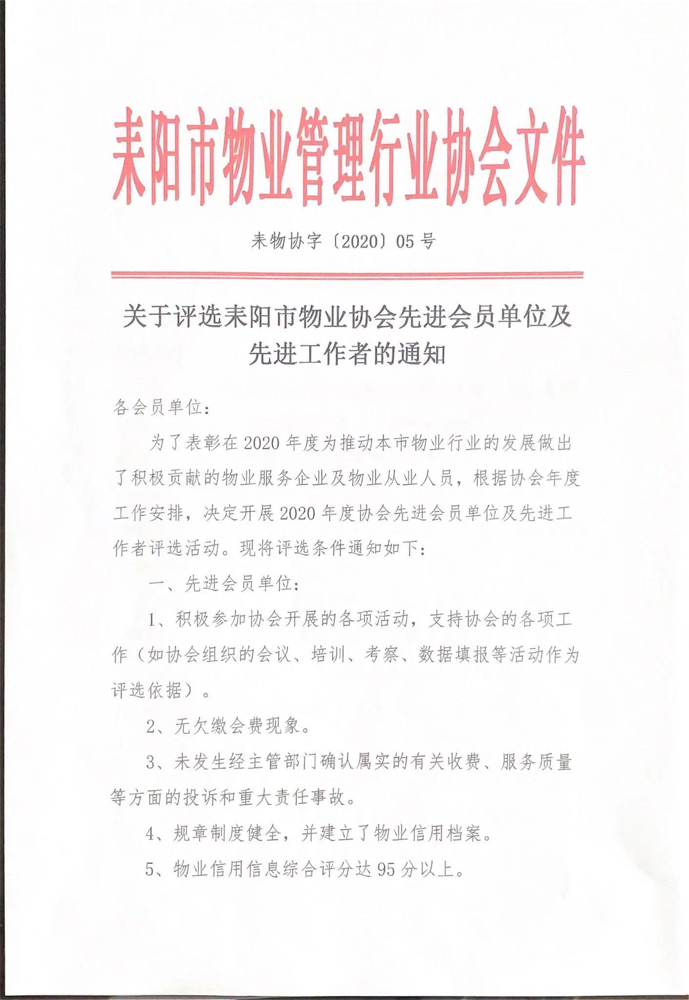 耒阳市物业管理行业协会文件
耒物协字〔2020〕05号
关于评选耒阳市物业协会先进会员单位及
先进工作者的通知
各会员单位：
为了表彰在2020年度为推动本市物业行业的发展做出
了积极贡献的物业服务企业及物业从业人员，根据协会年度
工作安排，决定开展2020年度协会先进会员单位及先进工
作者评选活动。现将评选条件通知如下：
一、先进会员单位：
1、积极参加协会开展的各项活动，支持协会的各项工
作（如协会组织的会议、培训、考察、数据填报等活动作为
评选依据）。
2、无欠缴会费现象。
3、未发生经主管部门确认属实的有关收费、服务质量
等方面的投诉和重大责任事故。
4、规章制度健全，并建立了物业信用档案。
5、物业信用信息综合评分达95分以上。